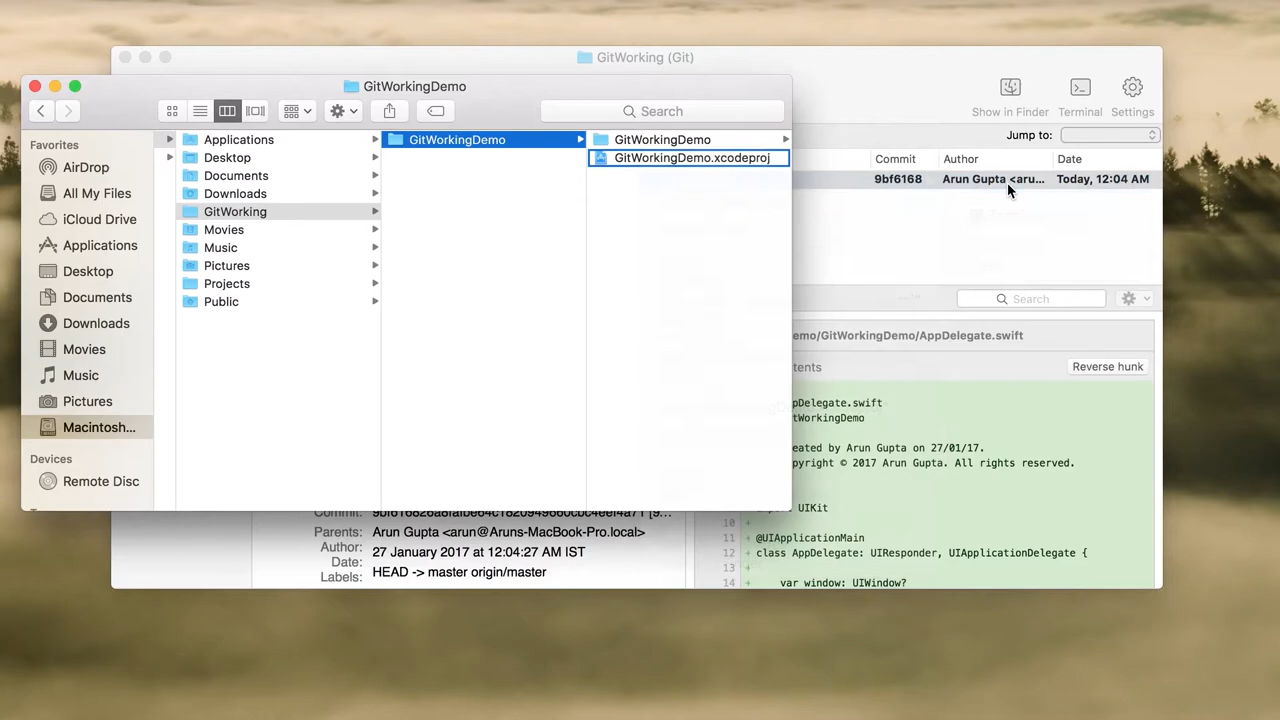 GitWorking (Git)
GitWorkingDemo
Search
Show in Finder
Terminal
Settings
Jump to:
Favorites
AirDrop
All My Files
iCloud Drive
Applications
Desktop
Documents
Downloads
Movies
Music
Pictures
Macintosh...
Devices
Remote Disc
Applications
Desktop
Documents
Downloads
GitWorking
Movies
Music
Pictures
Projects
Public
GitWorkingDemo
GitWorkingDemo
GitWorkingDemo.xcodeproj
Commit Author Date
9bf6168 Arun Gupta <aru... Today, 12:04 AM
Search
emo/GitWorkingDemo/AppDelegate.swift
tents
Reverse hunk
ppDelegate.swift
tWorkingDemo
eated by Arun Gupta on 27/01/17.
pyright © 2017 Arun Gupta. All rights reserved.
UIKit
10 +
11 + @UIApplicationMain
12 + class AppDelegate: UIResponder, UIApplicationDelegate {
13 +
14 + var window: UIWindow?
Commit:
Parents: Arun Gupta <arun@Aruns-MacBook-Pro.local>
Author:
27 January 2017 at 12:04:27 AM IST
Date:
Labels: HEAD -> master origin/master